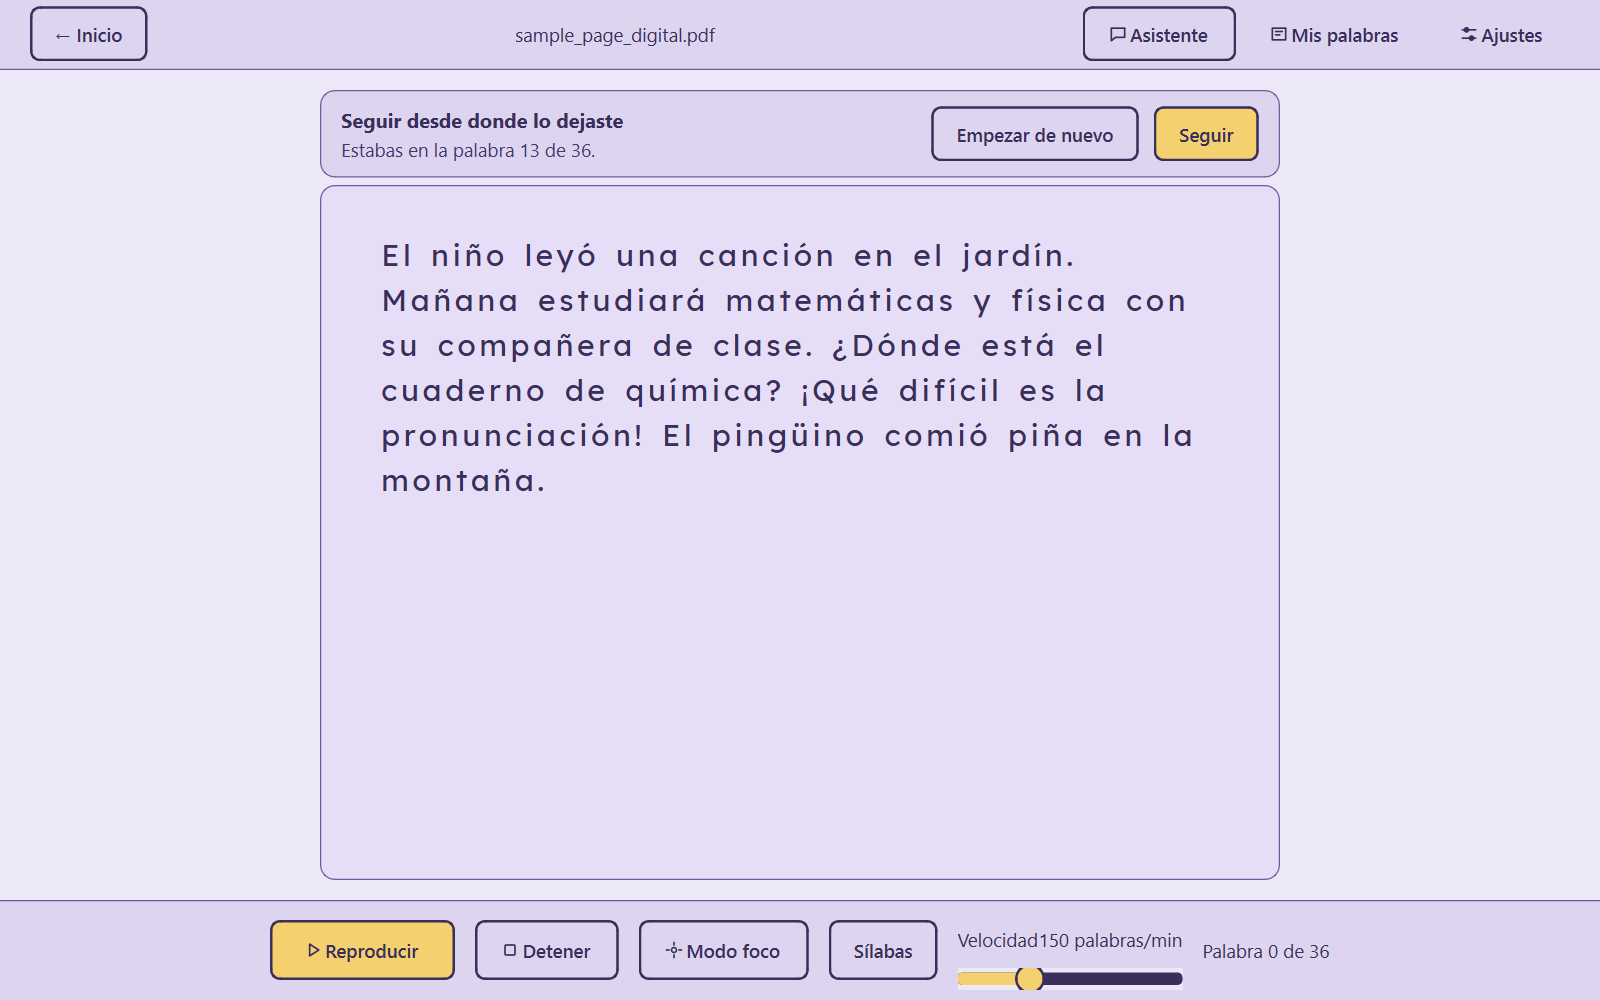 ← Inicio
sample_page_digital.pdf
Asistente
Mis palabras
Ajustes
Seguir desde donde lo dejaste
Estabas en la palabra 13 de 36.
Empezar de nuevo
Seguir
El niño leyó una canción en el jardín.
Mañana estudiará matemáticas y física con
su compañera de clase. ¿Dónde está el
cuaderno de química? ¡Qué difícil es la
pronunciación! El pingüino comió piña en la
montaña.
Reproducir
Detener
Modo foco
Sílabas
Velocidad150 palabras/min
Palabra 0 de 36